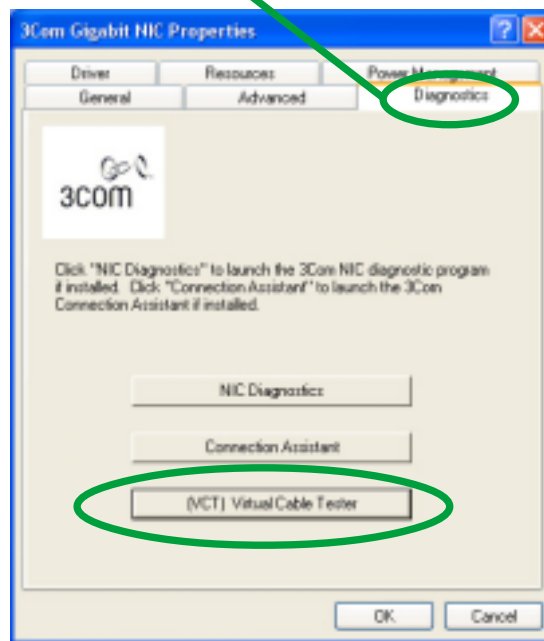 3Com Gigabit NIC Properties
Driver Resources Power Management
General Advanced Diagnostics
3COM
Click "NIC Diagnostics" to launch the 3Com NIC diagnostic program
if installed. Click "Connection Assistant" to launch the 3Com
Connection Assistant if installed.
NIC Diagnostics
Connection Assistant
(VCT) Virtual Cable Tester
OK Cancel